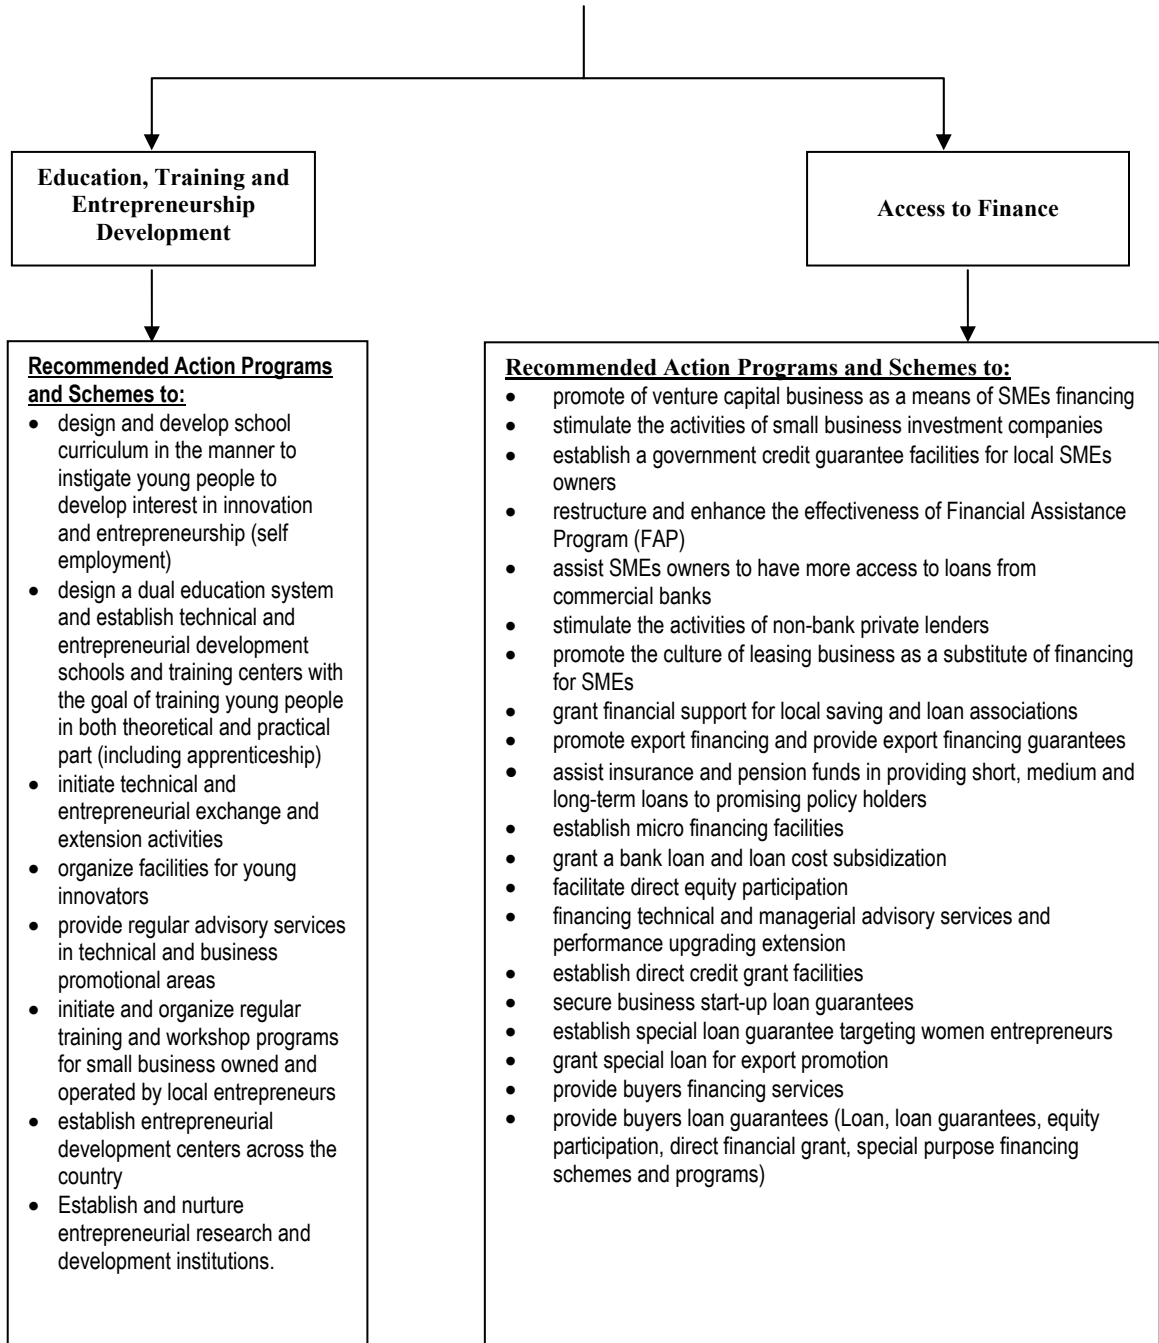 Education, Training and
Entrepreneurship
Development
Access to Finance
Recommended Action Programs
and Schemes to:
• design and develop school
curriculum in the manner to
instigate young people to
develop interest in innovation
and entrepreneurship (self
employment)
• design a dual education system
and establish technical and
entrepreneurial development
schools and training centers with
the goal of training young people
in both theoretical and practical
part (including apprenticeship)
• initiate technical and
entrepreneurial exchange and
extension activities
• organize facilities for young
innovators
• provide regular advisory services
in technical and business
promotional areas
• initiate and organize regular
training and workshop programs
for small business owned and
operated by local entrepreneurs
• establish entrepreneurial
development centers across the
country
• Establish and nurture
entrepreneurial research and
development institutions.
Recommended Action Programs and Schemes to:
• promote of venture capital business as a means of SMEs financing
• stimulate the activities of small business investment companies
• establish a government credit guarantee facilities for local SMEs
owners
• restructure and enhance the effectiveness of Financial Assistance
Program (FAP)
• assist SMEs owners to have more access to loans from
commercial banks
• stimulate the activities of non-bank private lenders
• promote the culture of leasing business as a substitute of financing
for SMEs
• grant financial support for local saving and loan associations
• promote export financing and provide export financing guarantees
• assist insurance and pension funds in providing short, medium and
long-term loans to promising policy holders
• establish micro financing facilities
• grant a bank loan and loan cost subsidization
• facilitate direct equity participation
• financing technical and managerial advisory services and
performance upgrading extension
• establish direct credit grant facilities
• secure business start-up loan guarantees
• establish special loan guarantee targeting women entrepreneurs
• grant special loan for export promotion
• provide buyers financing services
• provide buyers loan guarantees (Loan, loan guarantees, equity
participation, direct financial grant, special purpose financing
schemes and programs)